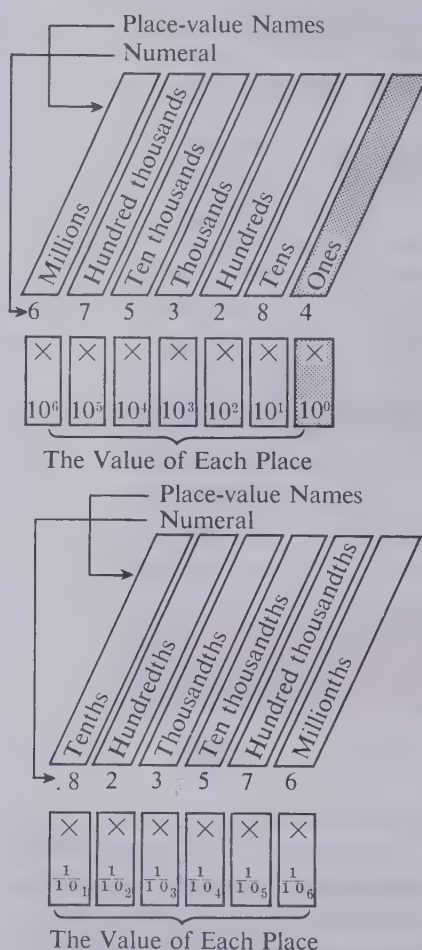 Place-value Names
Numeral
Millions Hundred thousands Ten thousands Thousands Hundreds Tens Ones
6 7 5 3 2 8 4
× × × × × × ×
10⁶ 10⁵ 10⁴ 10³ 10² 10¹ 10⁰
The Value of Each Place
Place-value Names
Numeral
Tenths Hundredths Thousandths Ten thousandths Hundred thousandths Millionths
.8 2 3 5 7 6
× × × × × ×
1/10₁ 1/10₂ 1/10₃ 1/10₄ 1/10₅ 1/10₆
The Value of Each Place